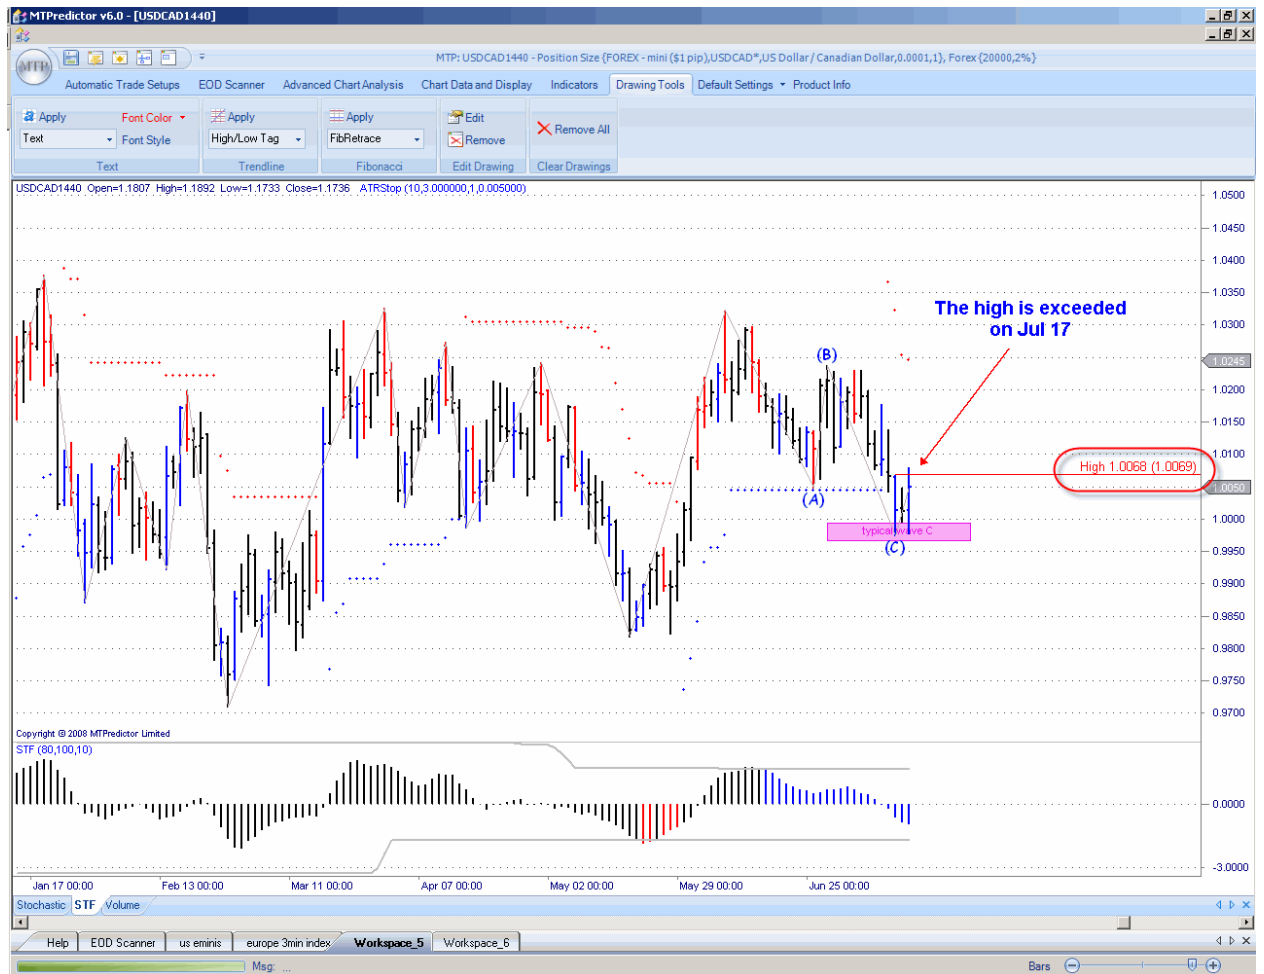 MTPredictor v6.0 - [USDCAD1440]
MTP
MTP: USDCAD1440 - Position Size {FOREX - mini ($1 pip),USDCAD*,US Dollar / Canadian Dollar,0.0001,1}, Forex {20000,2%}
Automatic Trade Setups EOD Scanner Advanced Chart Analysis Chart Data and Display Indicators Drawing Tools Default Settings Product Info
Apply Font Color Apply Apply Edit
Remove All
Text Font Style High/Low Tag FibRetrace Remove
Text Trendline Fibonacci Edit Drawing Clear Drawings
USDCAD1440 Open=1.1807 High=1.1892 Low=1.1733 Close=1.1736 ATRStop (10,3.000000,1,0.005000)
1.0500
1.0450
1.0400
1.0350
The high is exceeded
on Jul 17
1.0300
(B)
1.0245
1.0200
1.0150
1.0100
High 1.0068 (1.0069)
1.0050
(A)
1.0000
typical wave C
(C)
0.9950
0.9900
0.9850
0.9800
0.9750
0.9700
Copyright © 2008 MTPredictor Limited
STF (80,100,10)
0.0000
-3.0000
Jan 17 00:00 Feb 13 00:00 Mar 11 00:00 Apr 07 00:00 May 02 00:00 May 29 00:00 Jun 25 00:00
Stochastic STF Volume
Help EOD Scanner us eminis europe 3min index Workspace_5 Workspace_6
Msg: ... Bars